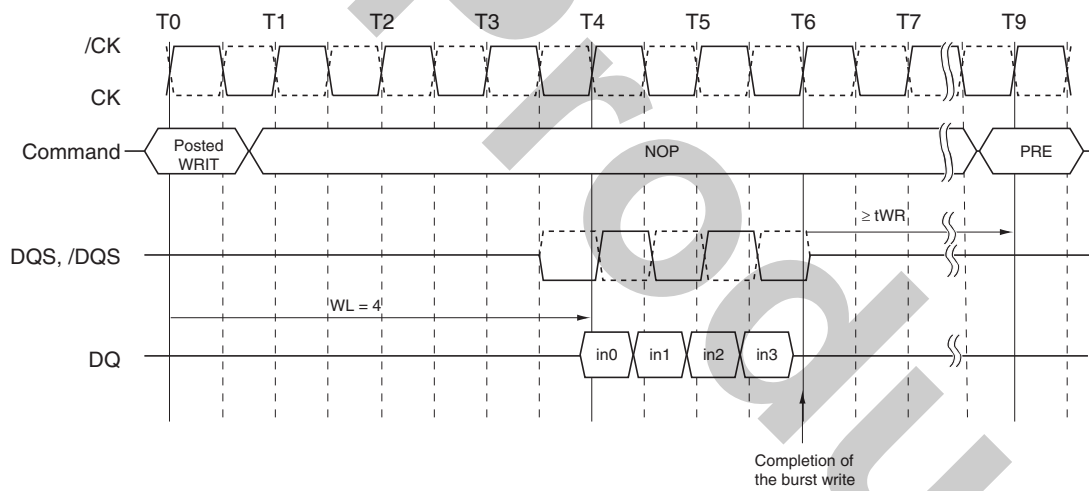 T0 T1 T2 T3 T4 T5 T6 T7 T9
/CK
CK
Command
Posted
WRIT
NOP
PRE
≥ tWR
DQS, /DQS
WL = 4
DQ
in0 in1 in2 in3
Completion of
the burst write